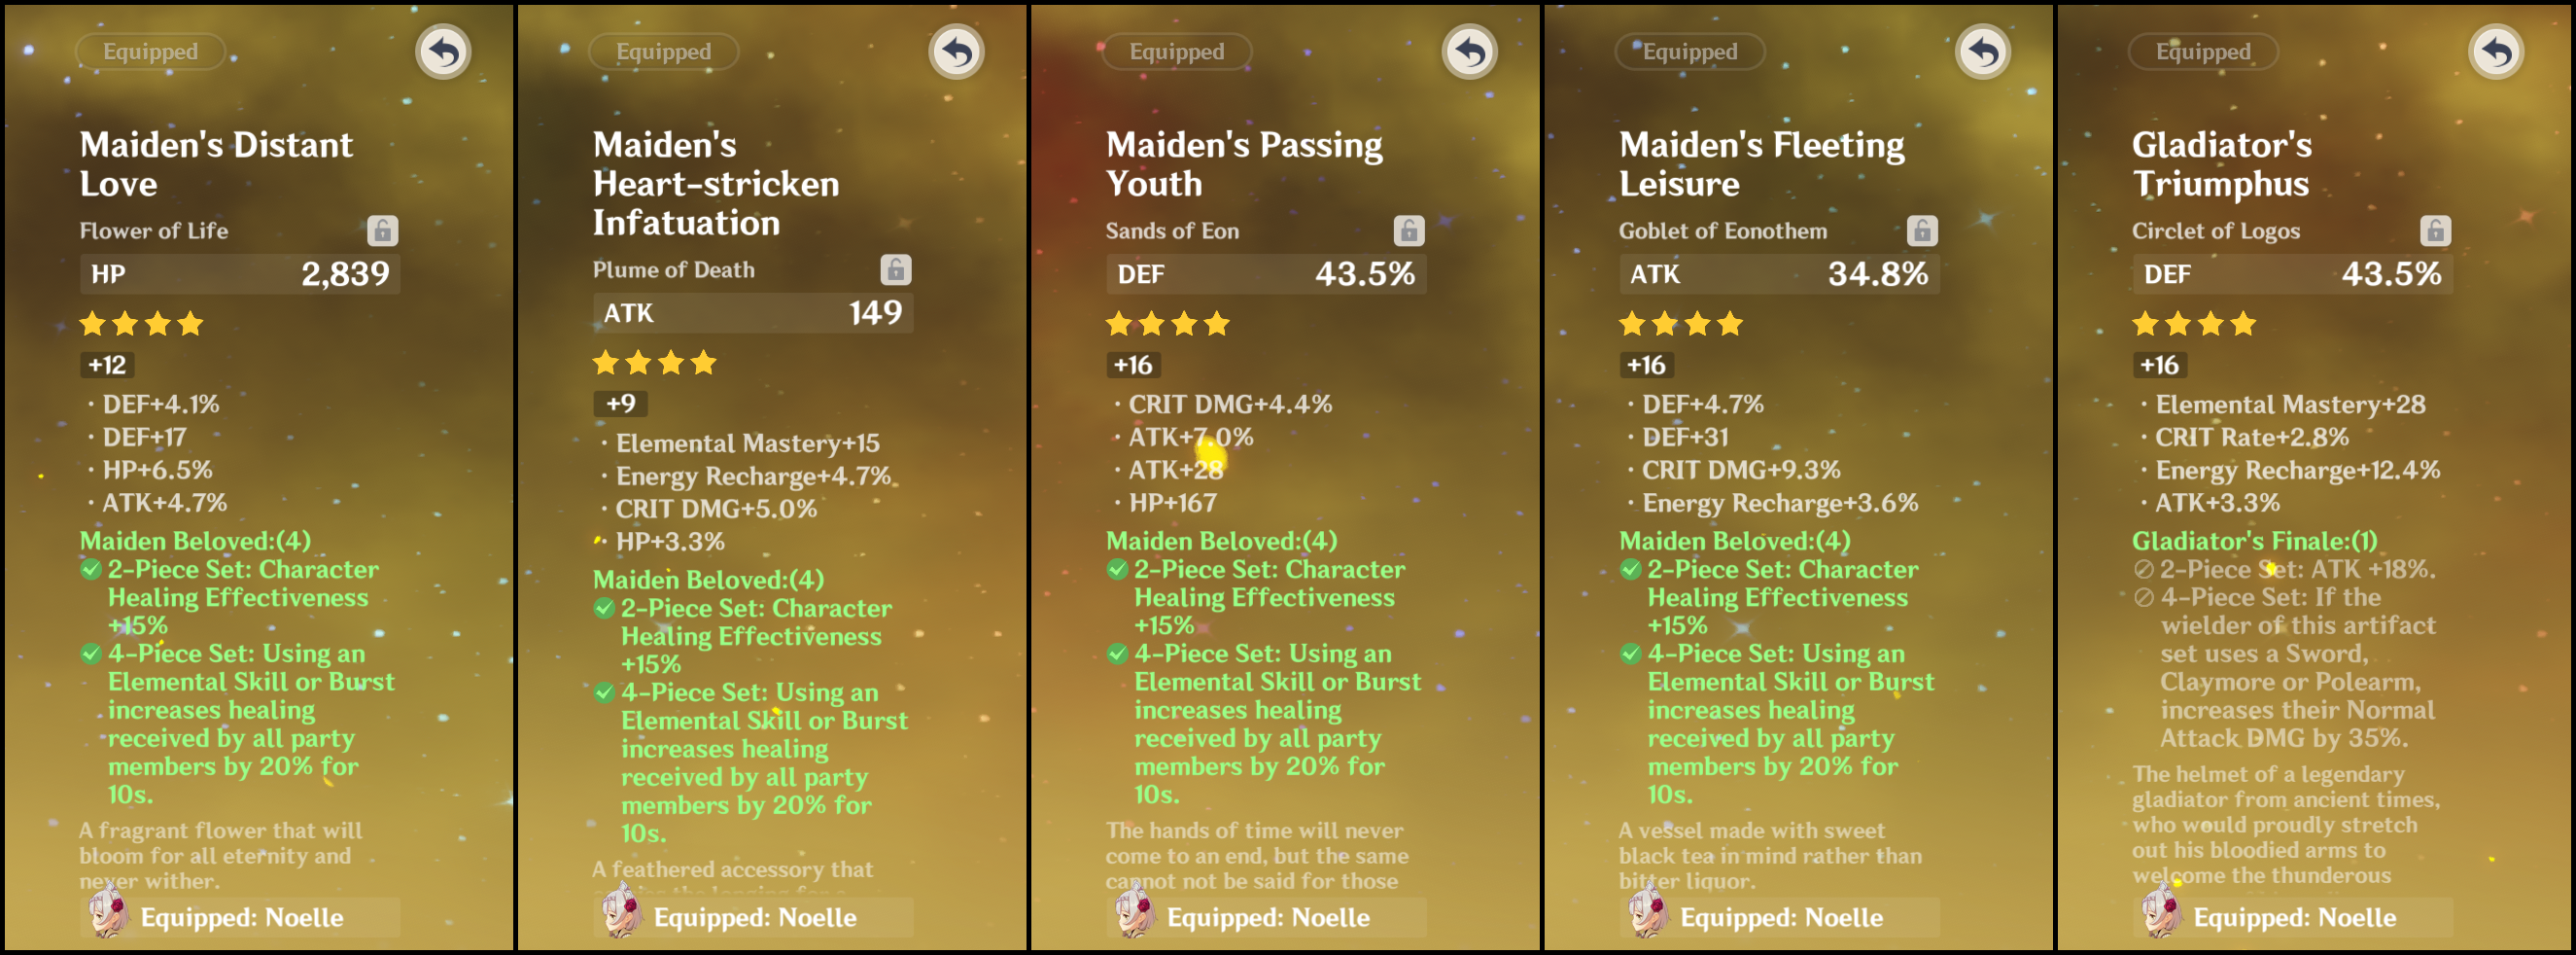 Equipped
Maiden's Distant
Love
Flower of Life
HP 2,839
+12
· DEF+4.1%
· DEF+17
· HP+6.5%
· ATK+4.7%
Maiden Beloved:(4)
2-Piece Set: Character
Healing Effectiveness
+15%
4-Piece Set: Using an
Elemental Skill or Burst
increases healing
received by all party
members by 20% for
10s.
A fragrant flower that will
bloom for all eternity and
never wither.
Equipped: Noelle
Equipped
Maiden's
Heart-stricken
Infatuation
Plume of Death
ATK 149
+9
· Elemental Mastery+15
· Energy Recharge+4.7%
· CRIT DMG+5.0%
· HP+3.3%
Maiden Beloved:(4)
2-Piece Set: Character
Healing Effectiveness
+15%
4-Piece Set: Using an
Elemental Skill or Burst
increases healing
received by all party
members by 20% for
10s.
A feathered accessory that
Equipped: Noelle
Equipped
Maiden's Passing
Youth
Sands of Eon
DEF 43.5%
+16
· CRIT DMG+4.4%
· ATK+7.0%
· ATK+28
· HP+167
Maiden Beloved:(4)
2-Piece Set: Character
Healing Effectiveness
+15%
4-Piece Set: Using an
Elemental Skill or Burst
increases healing
received by all party
members by 20% for
10s.
The hands of time will never
come to an end, but the same
cannot not be said for those
Equipped: Noelle
Equipped
Maiden's Fleeting
Leisure
Goblet of Eonothem
ATK 34.8%
+16
· DEF+4.7%
· DEF+31
· CRIT DMG+9.3%
· Energy Recharge+3.6%
Maiden Beloved:(4)
2-Piece Set: Character
Healing Effectiveness
+15%
4-Piece Set: Using an
Elemental Skill or Burst
increases healing
received by all party
members by 20% for
10s.
A vessel made with sweet
black tea in mind rather than
bitter liquor.
Equipped: Noelle
Equipped
Gladiator's
Triumphus
Circlet of Logos
DEF 43.5%
+16
· Elemental Mastery+28
· CRIT Rate+2.8%
· Energy Recharge+12.4%
· ATK+3.3%
Gladiator's Finale:(1)
2-Piece Set: ATK +18%.
4-Piece Set: If the
wielder of this artifact
set uses a Sword,
Claymore or Polearm,
increases their Normal
Attack DMG by 35%.
The helmet of a legendary
gladiator from ancient times,
who would proudly stretch
out his bloodied arms to
welcome the thunderous
Equipped: Noelle